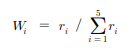 W_i = r_i / \sum_{i=1}^{5} r_i